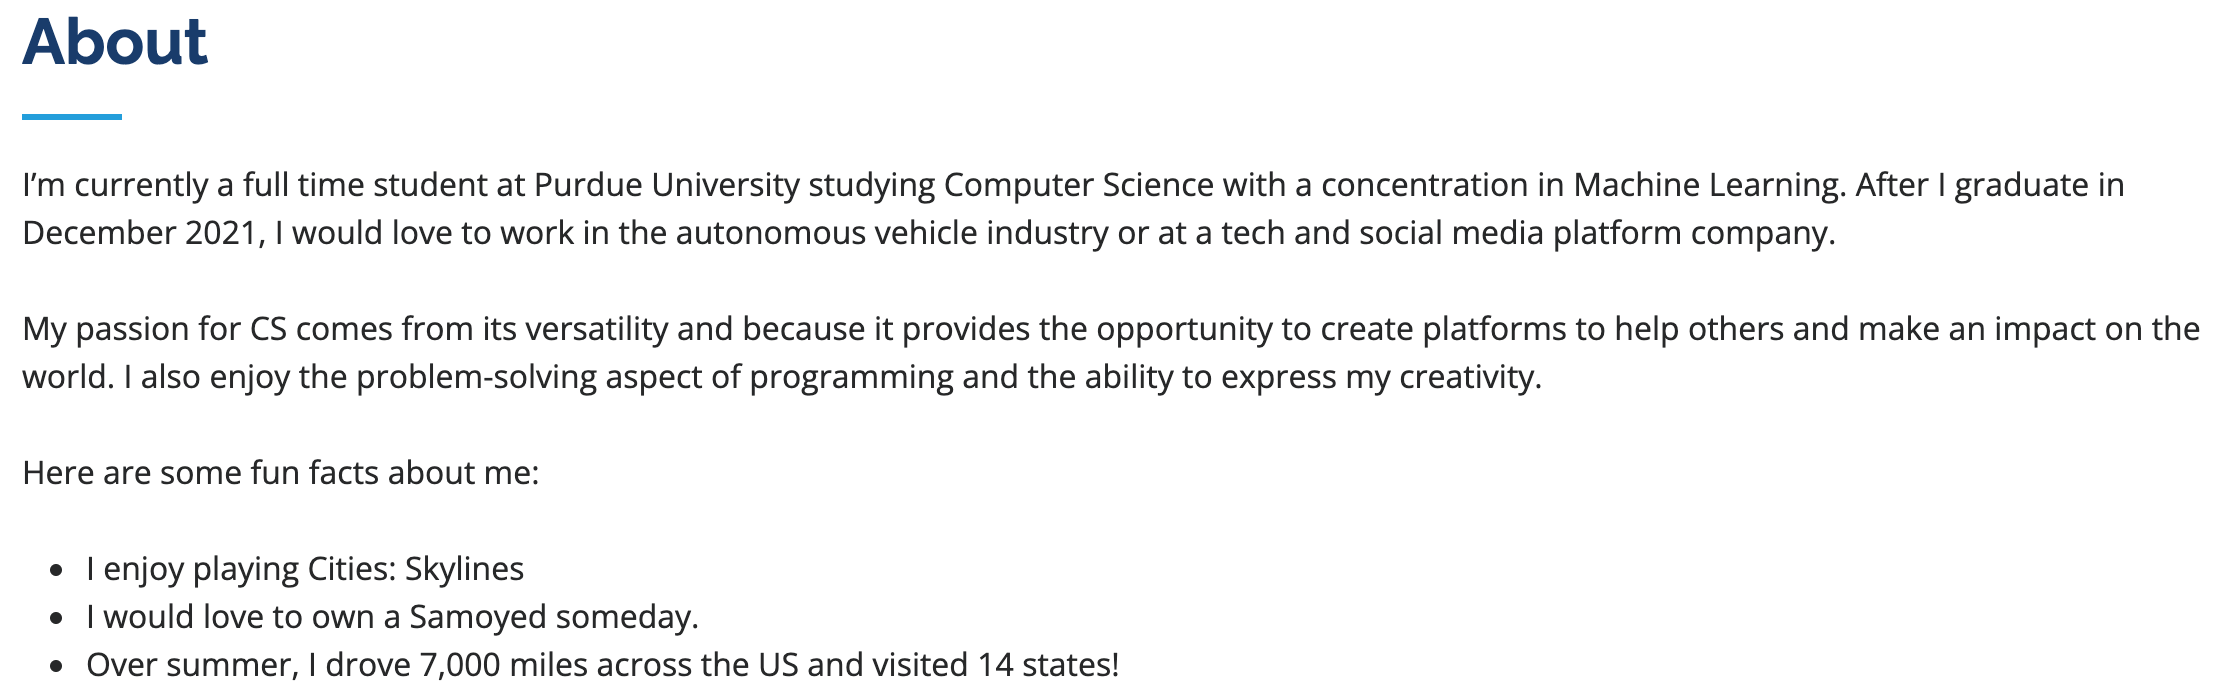 About
I’m currently a full time student at Purdue University studying Computer Science with a concentration in Machine Learning. After I graduate in
December 2021, I would love to work in the autonomous vehicle industry or at a tech and social media platform company.
My passion for CS comes from its versatility and because it provides the opportunity to create platforms to help others and make an impact on the
world. I also enjoy the problem-solving aspect of programming and the ability to express my creativity.
Here are some fun facts about me:
• I enjoy playing Cities: Skylines
• I would love to own a Samoyed someday.
• Over summer, I drove 7,000 miles across the US and visited 14 states!